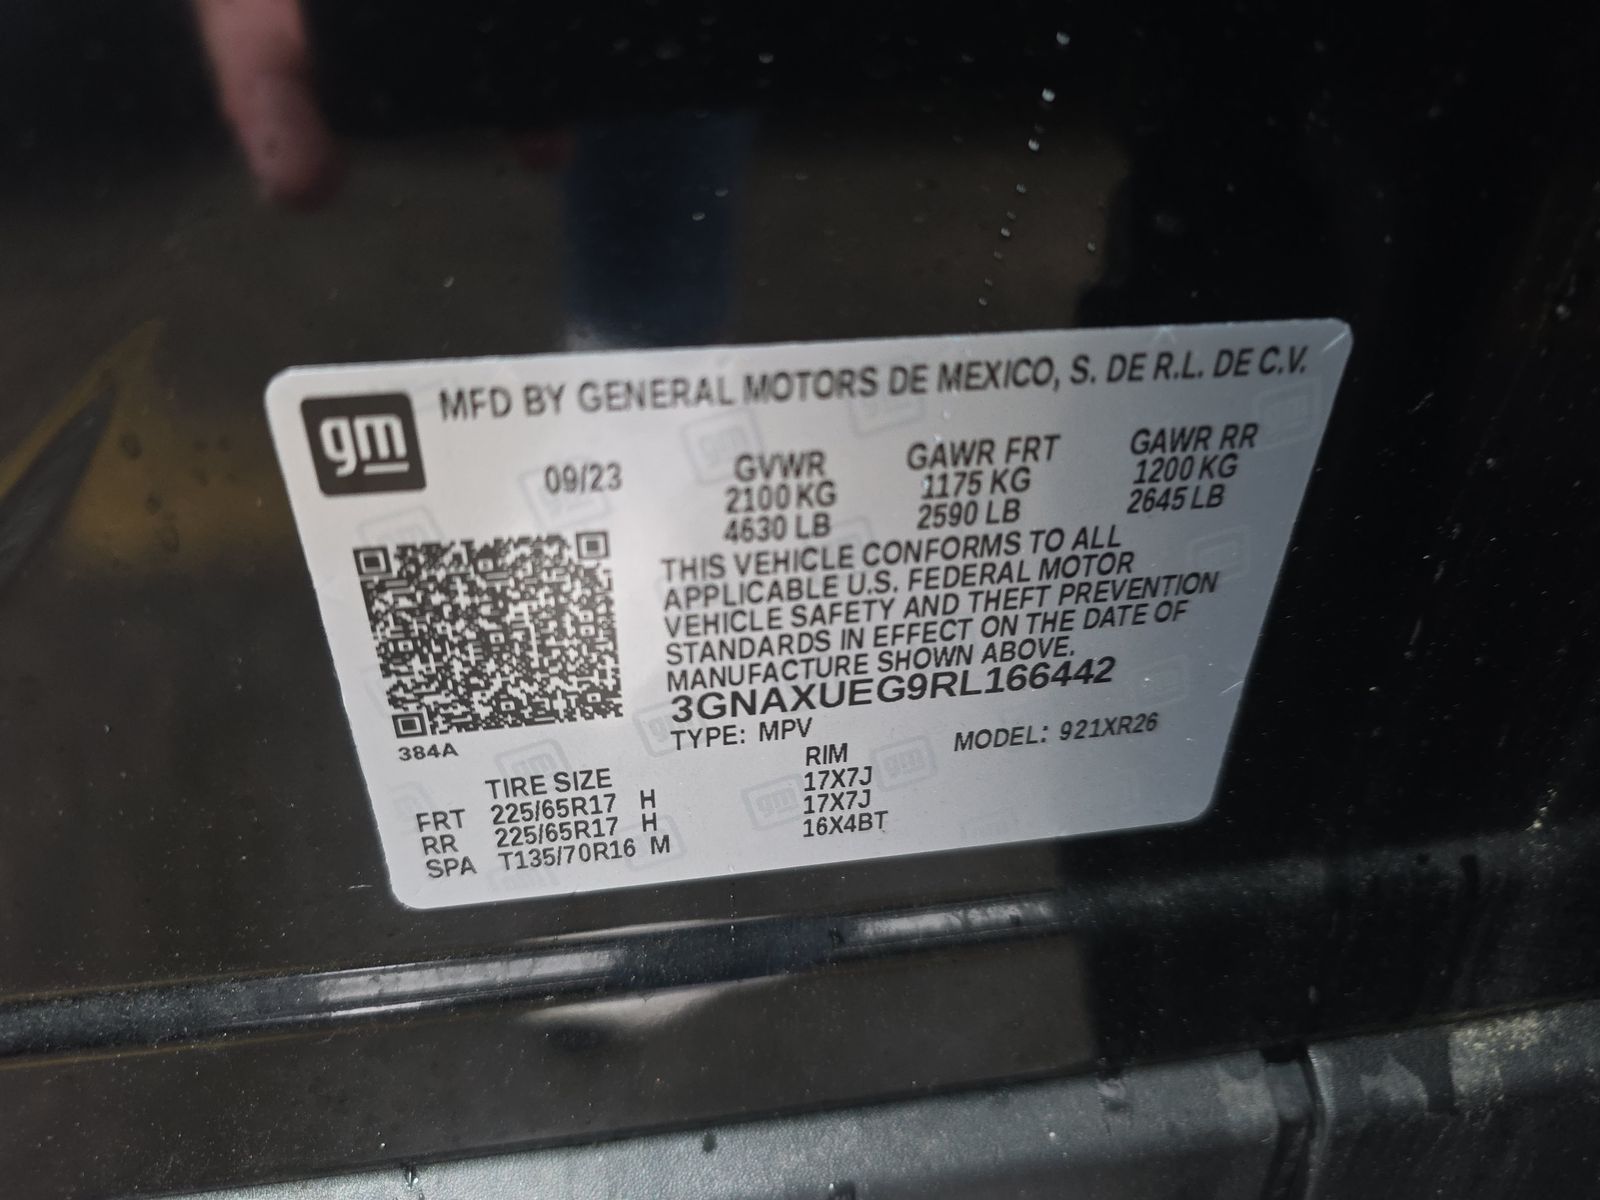 gm
MFD BY GENERAL MOTORS DE MEXICO, S. DE R.L. DE C.V.
09/23
GVWR
2100 KG
4630 LB
GAWR FRT
1175 KG
2590 LB
GAWR RR
1200 KG
2645 LB
THIS VEHICLE CONFORMS TO ALL
APPLICABLE U.S. FEDERAL MOTOR
VEHICLE SAFETY AND THEFT PREVENTION
STANDARDS IN EFFECT ON THE DATE OF
MANUFACTURE SHOWN ABOVE.
3GNAXUEG9RL166442
TYPE: MPV
MODEL: 921XR26
384A
TIRE SIZE RIM
FRT 225/65R17 H 17X7J
RR 225/65R17 H 17X7J
SPA T135/70R16 M 16X4BT